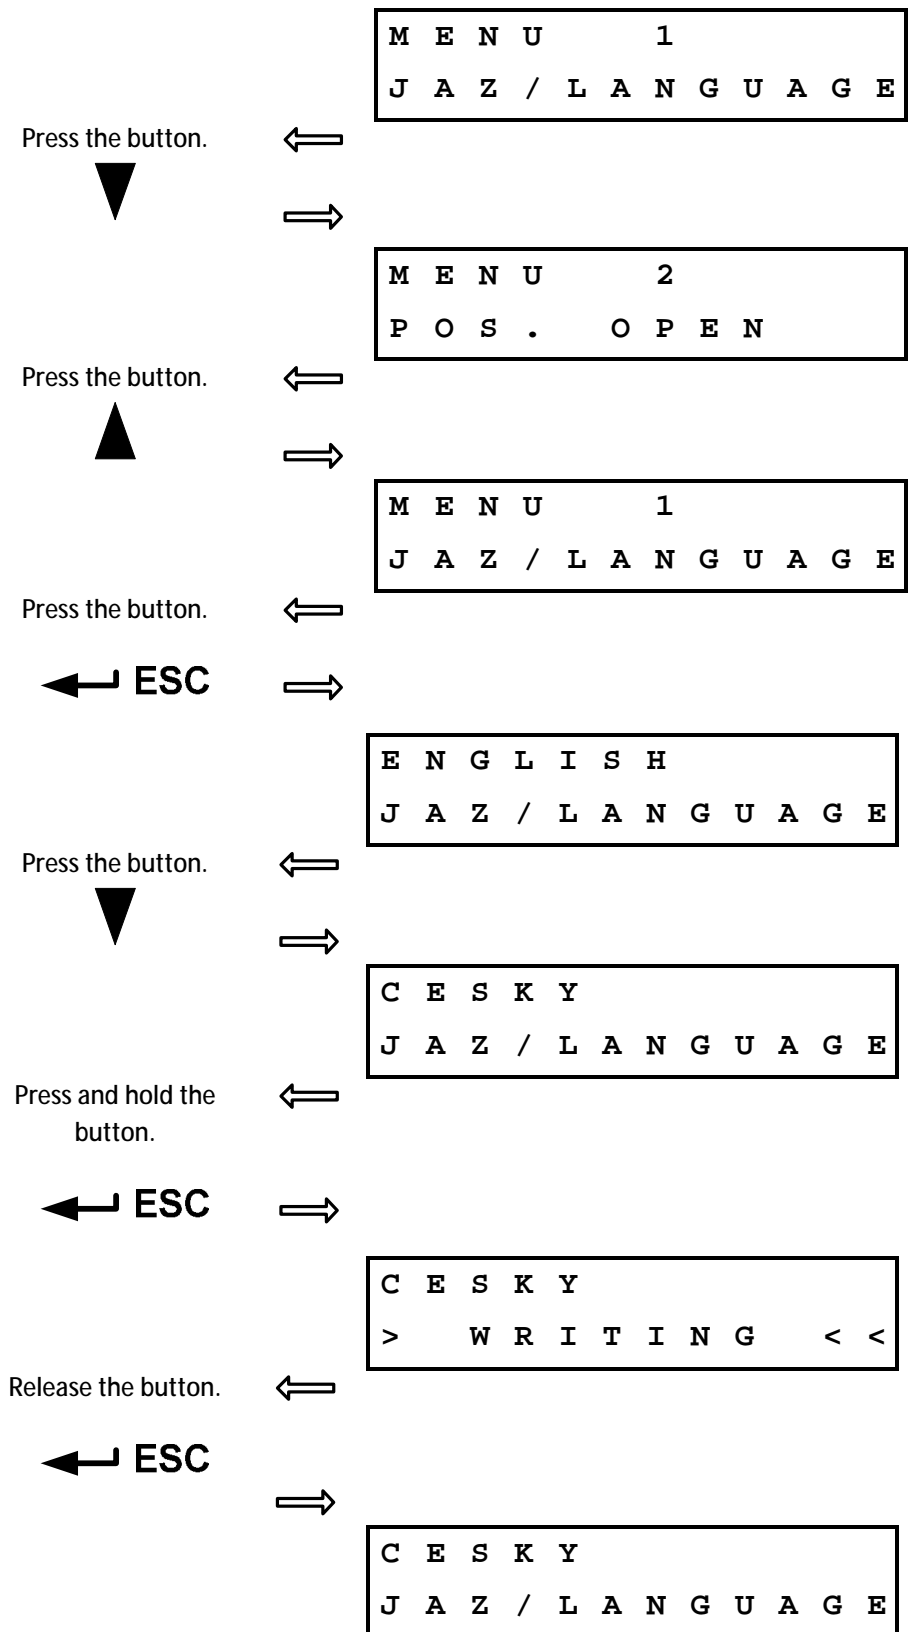 MENU 1
JAZ/LANGUAGE
Press the button.
MENU 2
POS. OPEN
Press the button.
MENU 1
JAZ/LANGUAGE
Press the button.
ESC
ENGLISH
JAZ/LANGUAGE
Press the button.
CESKY
JAZ/LANGUAGE
Press and hold the
button.
ESC
CESKY
> WRITING <<
Release the button.
ESC
CESKY
JAZ/LANGUAGE